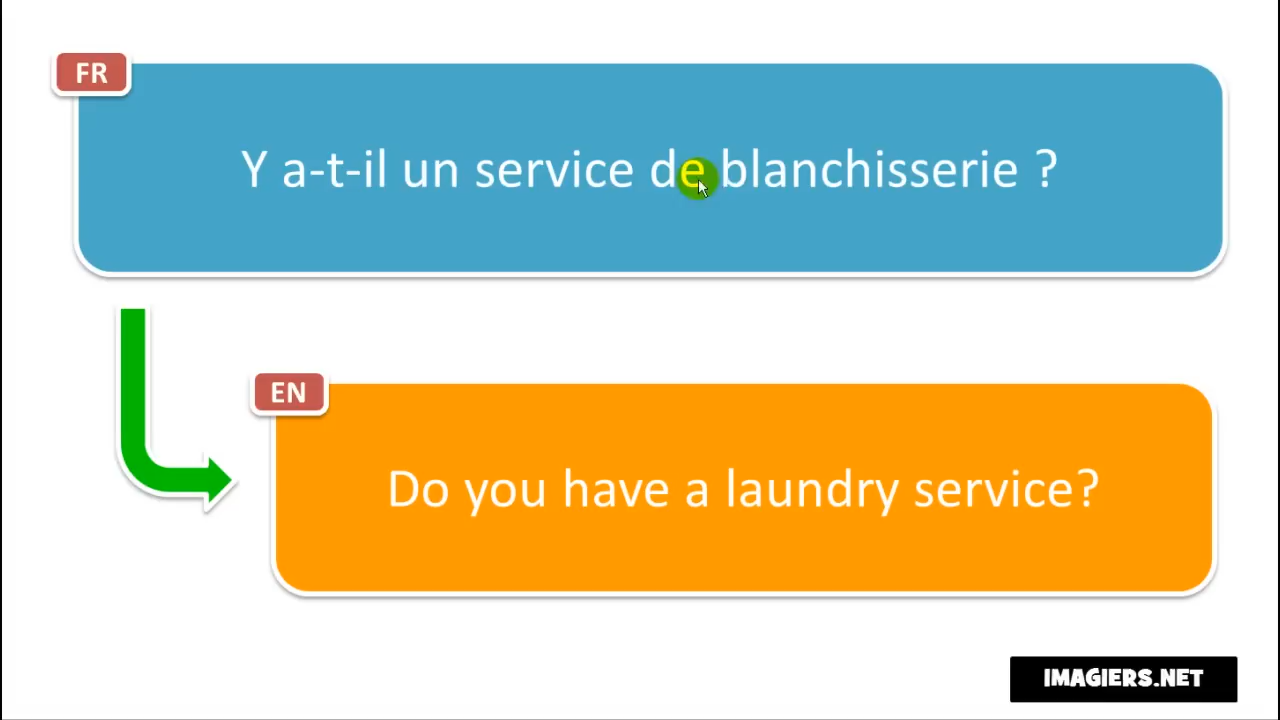 FR
Y a-t-il un service de blanchisserie ?
EN
Do you have a laundry service?
IMAGIERS.NET